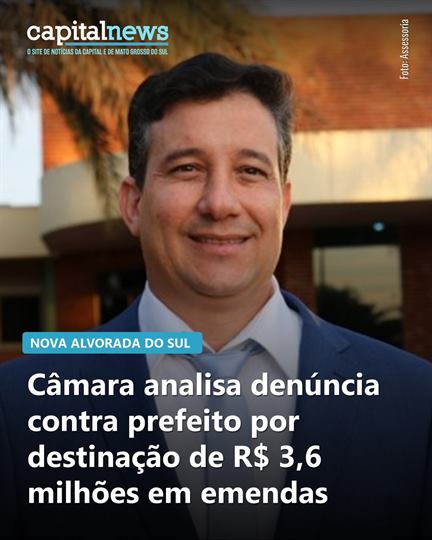 capitalnews
O SITE DE NOTÍCIAS DA CAPITAL E DE MATO GROSSO DO SUL
Foto: Assessoria
NOVA ALVORADA DO SUL
Câmara analisa denúncia
contra prefeito por
destinação de R$ 3,6
milhões em emendas